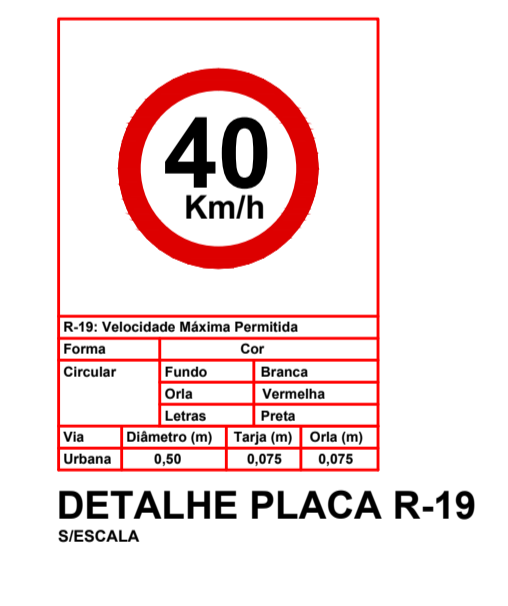 40
Km/h
R-19: Velocidade Máxima Permitida
Forma Cor
Circular Fundo Branca
Orla Vermelha
Letras Preta
Via Diâmetro (m) Tarja (m) Orla (m)
Urbana 0,50 0,075 0,075
DETALHE PLACA R-19
S/ESCALA